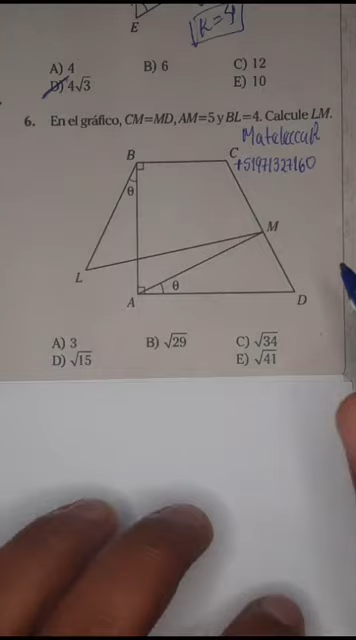 E
K=4
A) 4 B) 6 C) 12
D) 4√3 E) 10
6. En el gráfico, CM=MD, AM=5 y BL=4. Calcule LM.
Mateleccur
+51971327160
B C
θ
M
L
θ
A D
A) 3 B) √29 C) √34
D) √15 E) √41